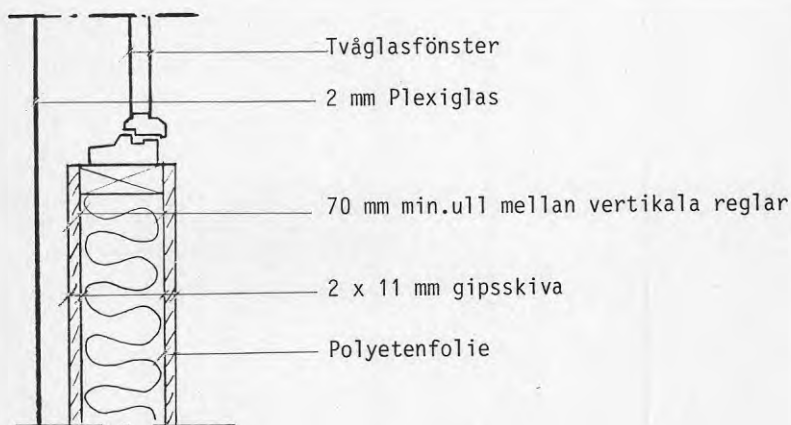 Tvåglasfönster
2 mm Plexiglas
70 mm min.ull mellan vertikala reglar
2 x 11 mm gipsskiva
Polyetenfolie